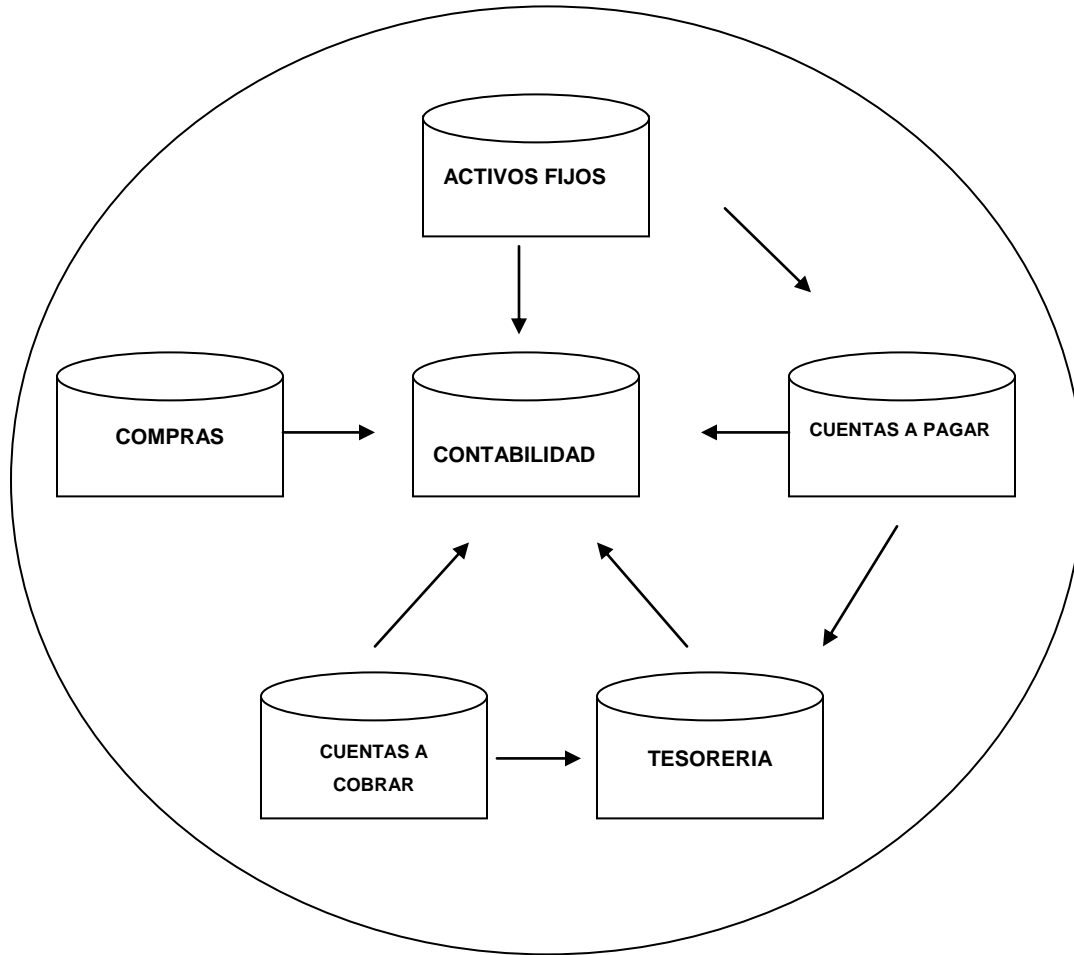 ACTIVOS FIJOS
COMPRAS
CONTABILIDAD
CUENTAS A PAGAR
CUENTAS A
COBRAR
TESORERIA